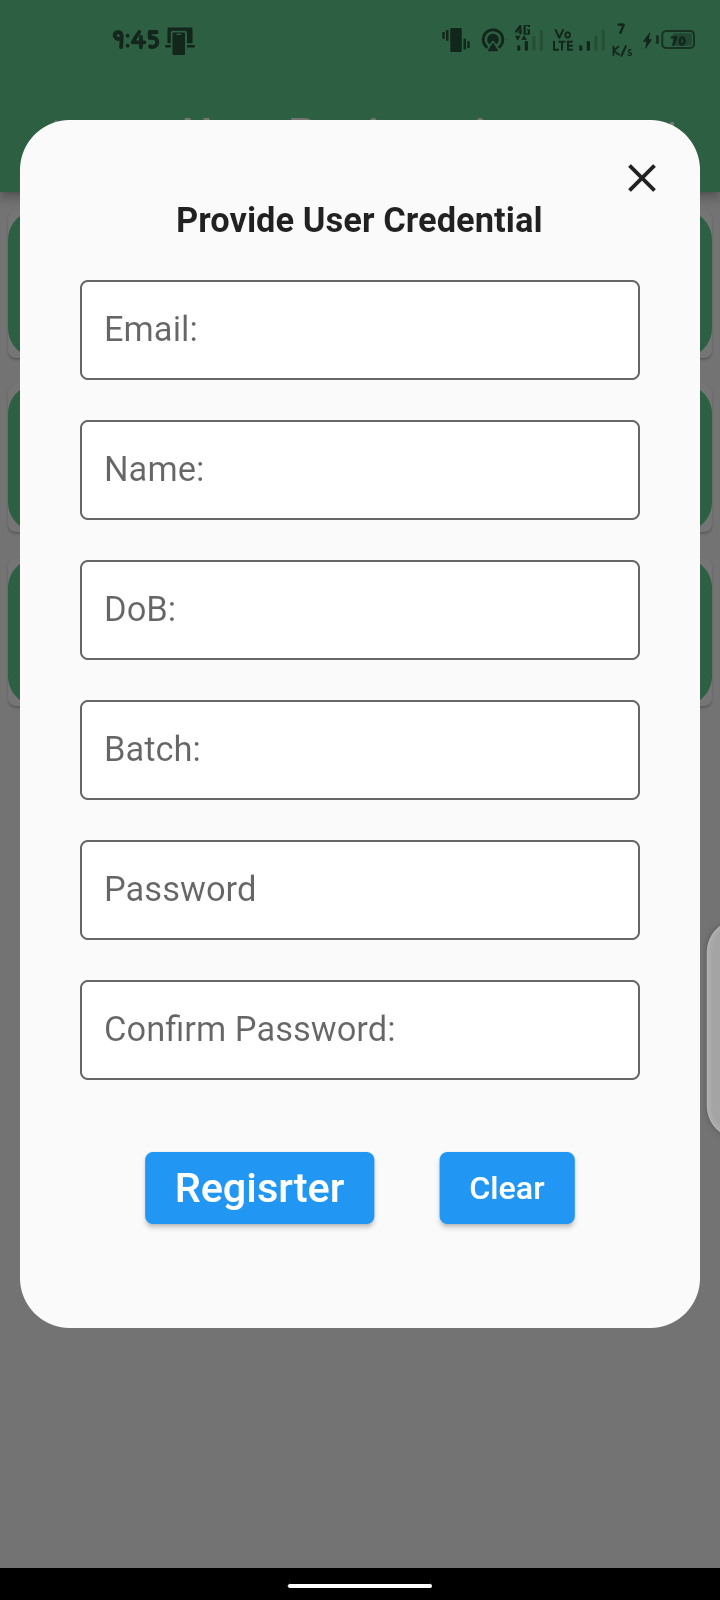 9:45
4G
Vo
LTE
7
K/s
70
Provide User Credential
Email:
Name:
DoB:
Batch:
Password
Confirm Password:
Regisrter
Clear